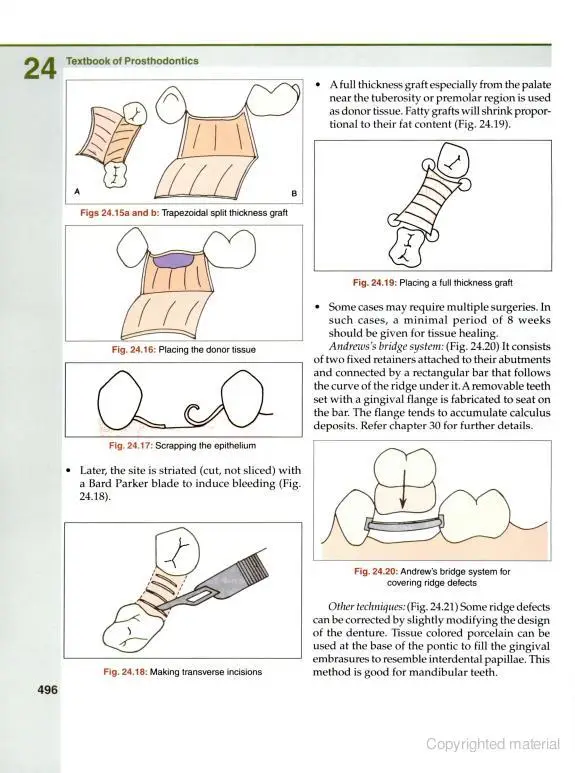 24
Textbook of Prosthodontics
A
B
Figs 24.15a and b: Trapezoidal split thickness graft
Fig. 24.16: Placing the donor tissue
Fig. 24.17: Scrapping the epithelium
• Later, the site is striated (cut, not sliced) with
a Bard Parker blade to induce bleeding (Fig.
24.18).
Fig. 24.18: Making transverse incisions
496
• A full thickness graft especially from the palate
near the tuberosity or premolar region is used
as donor tissue. Fatty grafts will shrink propor-
tional to their fat content (Fig. 24.19).
Fig. 24.19: Placing a full thickness graft
• Some cases may require multiple surgeries. In
such cases, a minimal period of 8 weeks
should be given for tissue healing.
Andrews's bridge system: (Fig. 24.20) It consists
of two fixed retainers attached to their abutments
and connected by a rectangular bar that follows
the curve of the ridge under it. A removable teeth
set with a gingival flange is fabricated to seat on
the bar. The flange tends to accumulate calculus
deposits. Refer chapter 30 for further details.
Fig. 24.20: Andrew's bridge system for
covering ridge defects
Other techniques: (Fig. 24.21) Some ridge defects
can be corrected by slightly modifying the design
of the denture. Tissue colored porcelain can be
used at the base of the pontic to fill the gingival
embrasures to resemble interdental papillae. This
method is good for mandibular teeth.
Copyrighted material